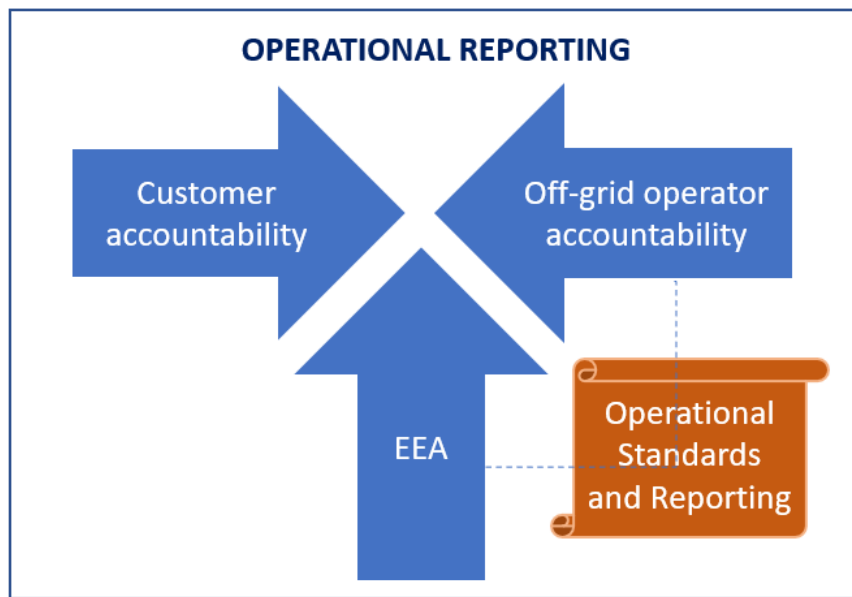 OPERATIONAL REPORTING
Customer
accountability
Off-grid operator
accountability
EEA
Operational
Standards
and Reporting